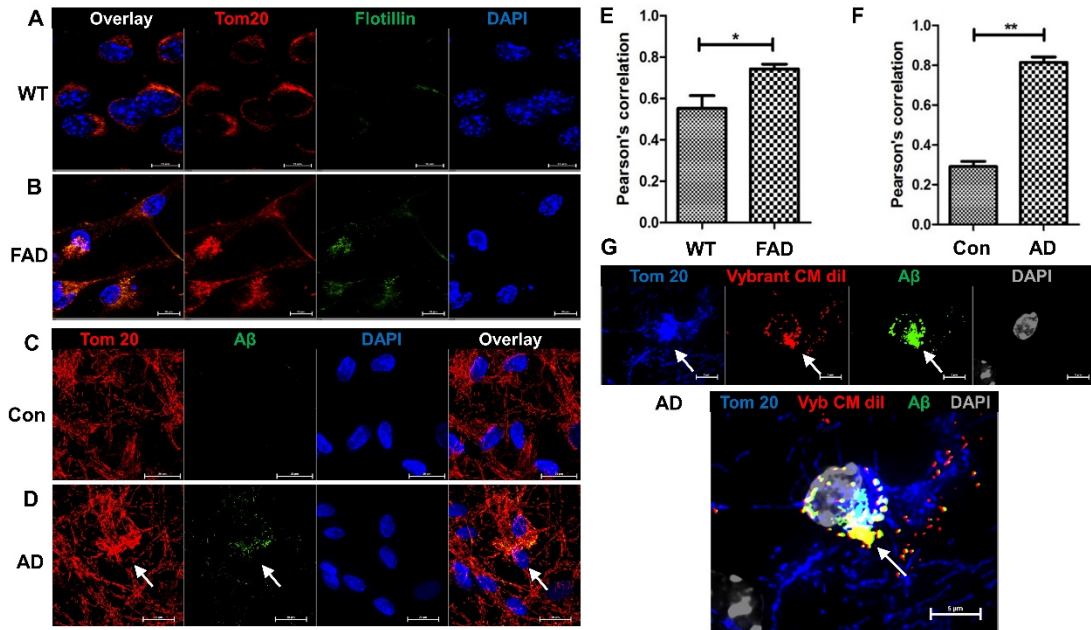 A
Overlay Tom20 Flotillin DAPI
WT
B
FAD
C
Tom 20 Aβ DAPI Overlay
Con
D
AD
E
*
Pearson's correlation
1.0
0.8
0.6
0.4
0.2
0.0
WT FAD
F
**
Pearson's correlation
1.0
0.8
0.6
0.4
0.2
0.0
Con AD
G
Tom 20 Vybrant CM dil Aβ DAPI
AD
Tom 20 Vyb CM dil Aβ DAPI
5 µm